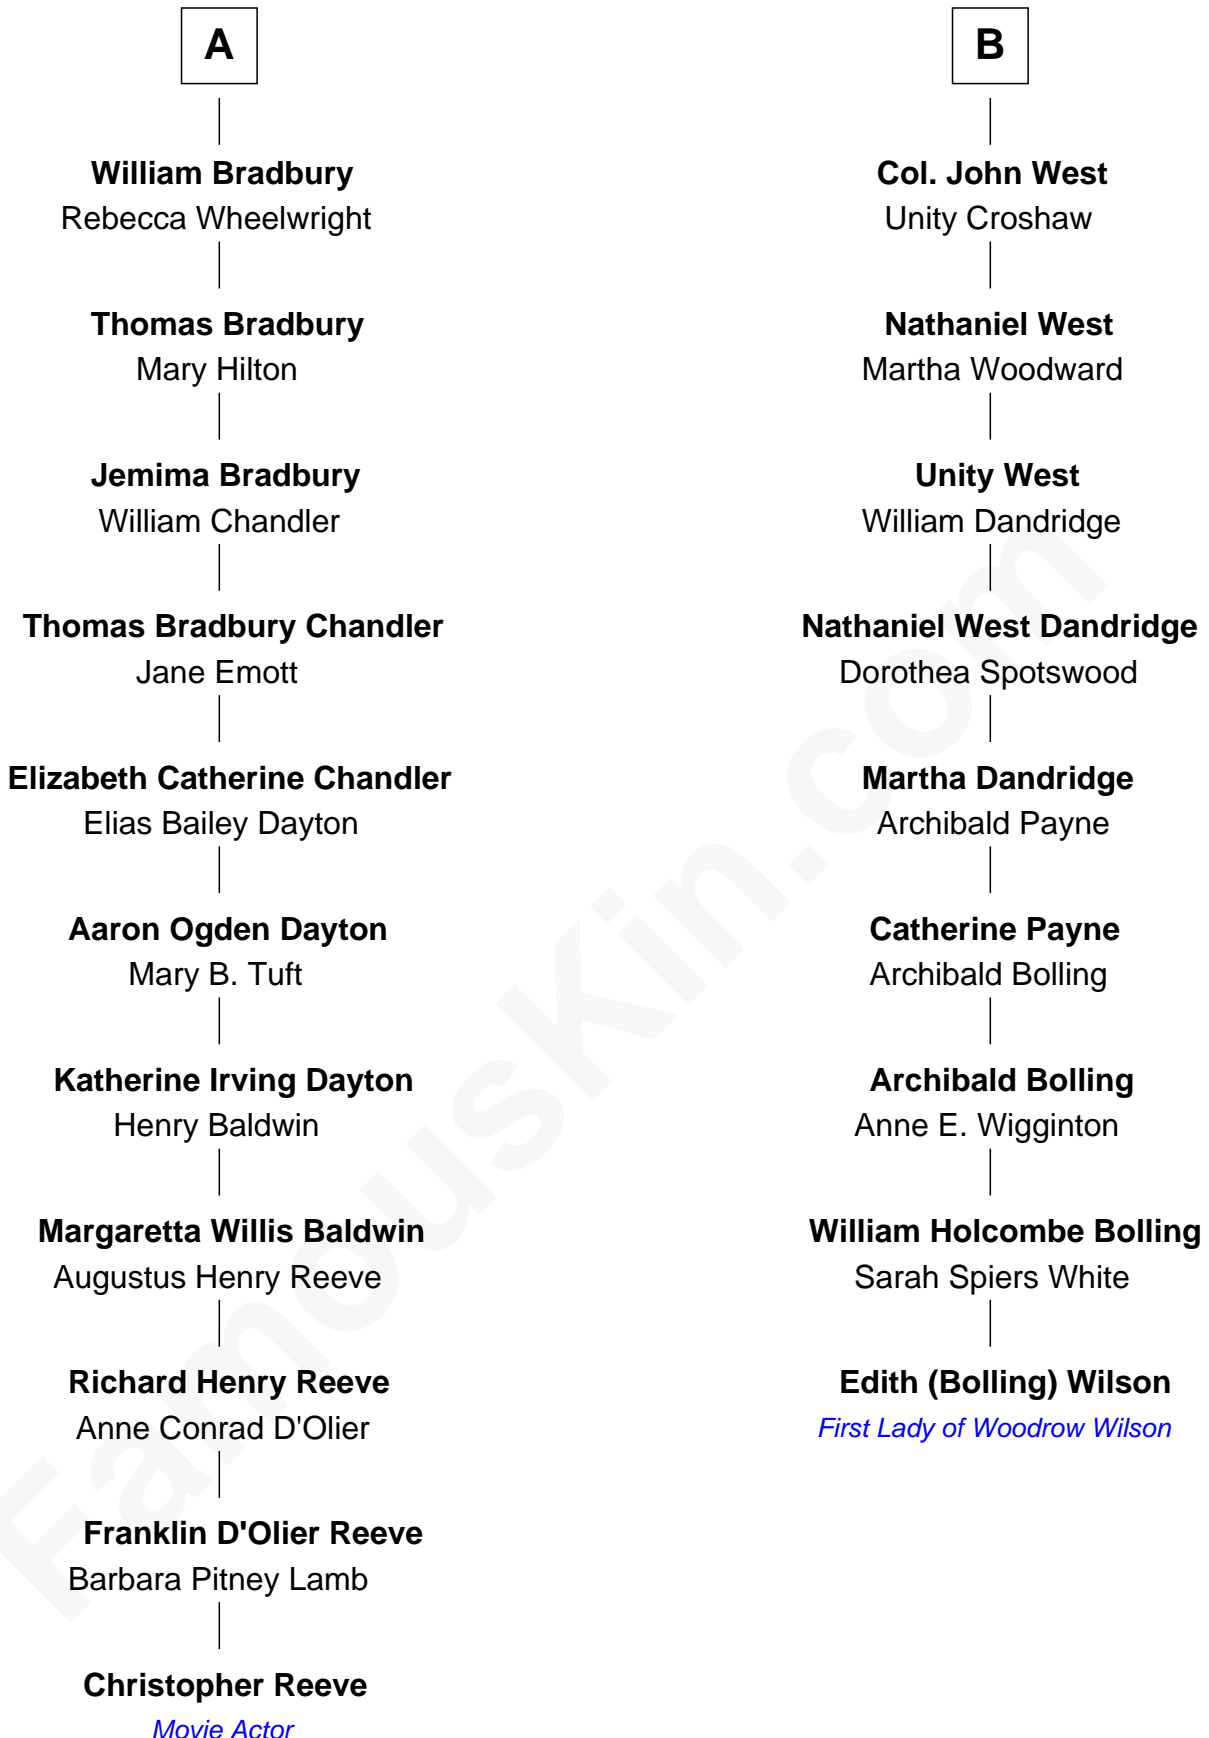 A
William Bradbury
Rebecca Wheelwright
Thomas Bradbury
Mary Hilton
Jemima Bradbury
William Chandler
Thomas Bradbury Chandler
Jane Emott
Elizabeth Catherine Chandler
Elias Bailey Dayton
Aaron Ogden Dayton
Mary B. Tuft
Katherine Irving Dayton
Henry Baldwin
Margaretta Willis Baldwin
Augustus Henry Reeve
Richard Henry Reeve
Anne Conrad D'Olier
Franklin D'Olier Reeve
Barbara Pitney Lamb
Christopher Reeve
Movie Actor
B
Col. John West
Unity Croshaw
Nathaniel West
Martha Woodward
Unity West
William Dandridge
Nathaniel West Dandridge
Dorothea Spotswood
Martha Dandridge
Archibald Payne
Catherine Payne
Archibald Bolling
Archibald Bolling
Anne E. Wigginton
William Holcombe Bolling
Sarah Spiers White
Edith (Bolling) Wilson
First Lady of Woodrow Wilson
FamousKin.com